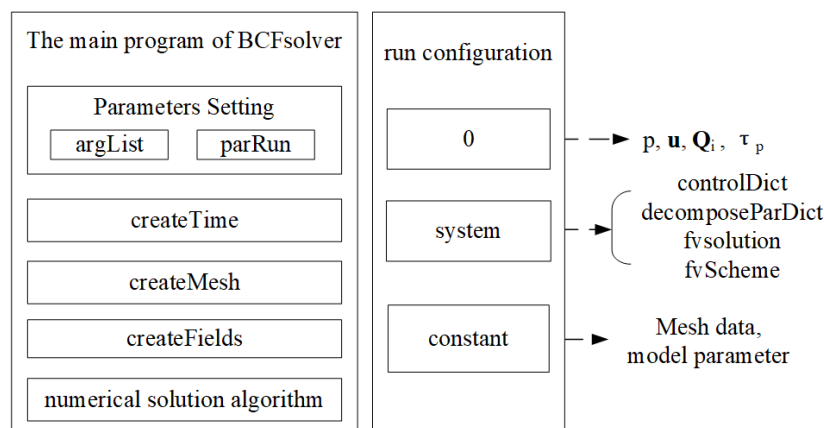 The main program of BCFsolver
Parameters Setting
argList
parRun
createTime
createMesh
createFields
numerical solution algorithm
run configuration
0
system
constant
p, u, Qi, τp
controlDict
decomposeParDict
fvsolution
fvScheme
Mesh data,
model parameter